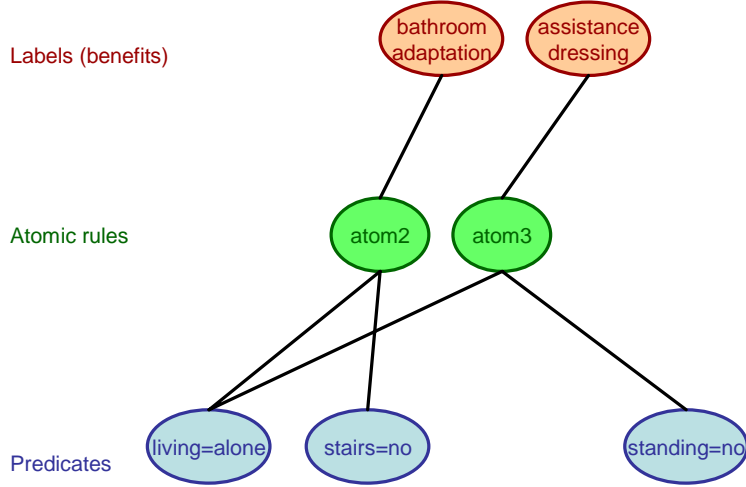 Labels (benefits)
bathroom
adaptation
assistance
dressing
Atomic rules
atom2
atom3
Predicates
living=alone
stairs=no
standing=no